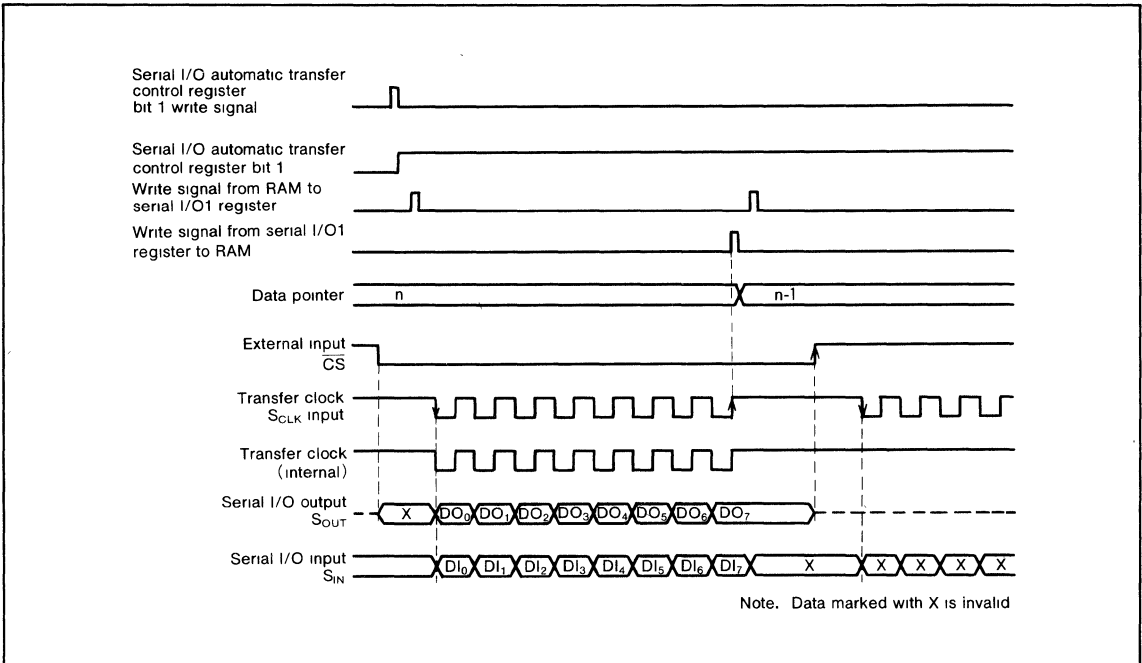 Serial I/O automatic transfer
control register
bit 1 write signal
Serial I/O automatic transfer
control register bit 1
Write signal from RAM to
serial I/O1 register
Write signal from serial I/O1
register to RAM
Data pointer
n
n-1
External input
CS
Transfer clock
SCLK input
Transfer clock
(internal)
Serial I/O output
SOUT
X DO0 DO1 DO2 DO3 DO4 DO5 DO6 DO7
Serial I/O input
SIN
DI0 DI1 DI2 DI3 DI4 DI5 DI6 DI7 X X X X X
Note. Data marked with X is invalid